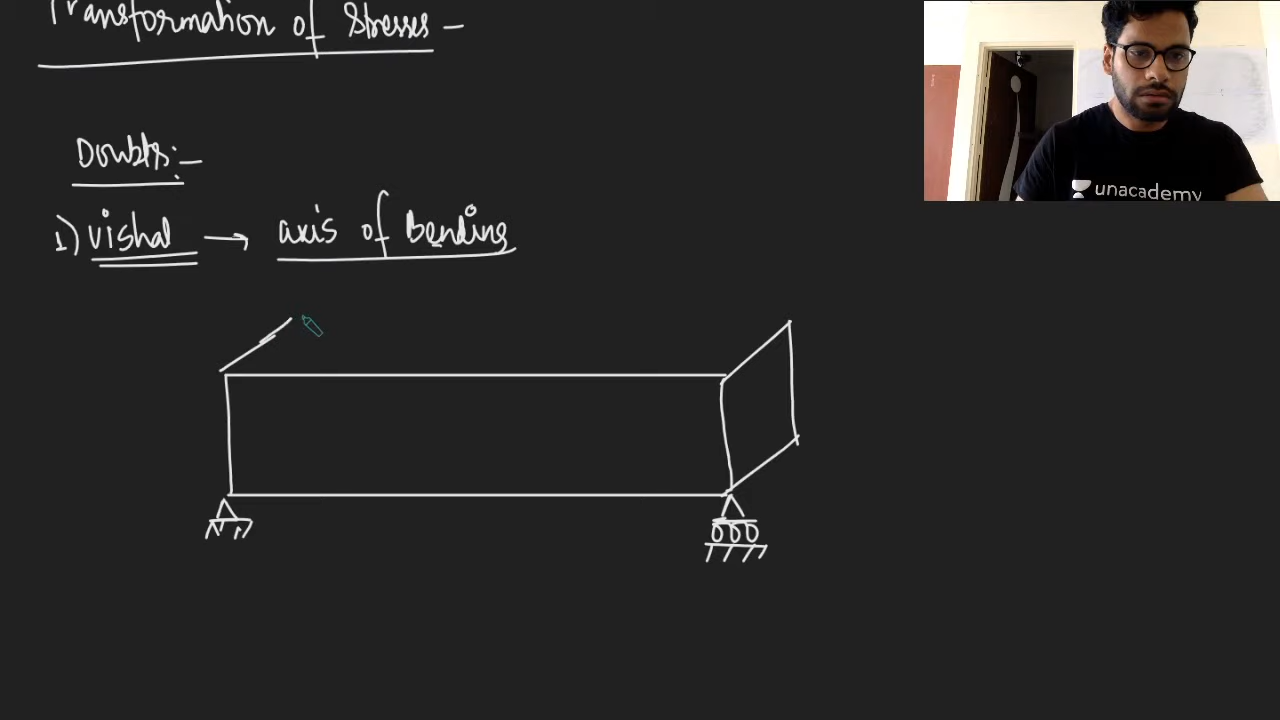 Transformation of Stresses -
Doubts:-
1) Vishal → axis of Bending
unacademy